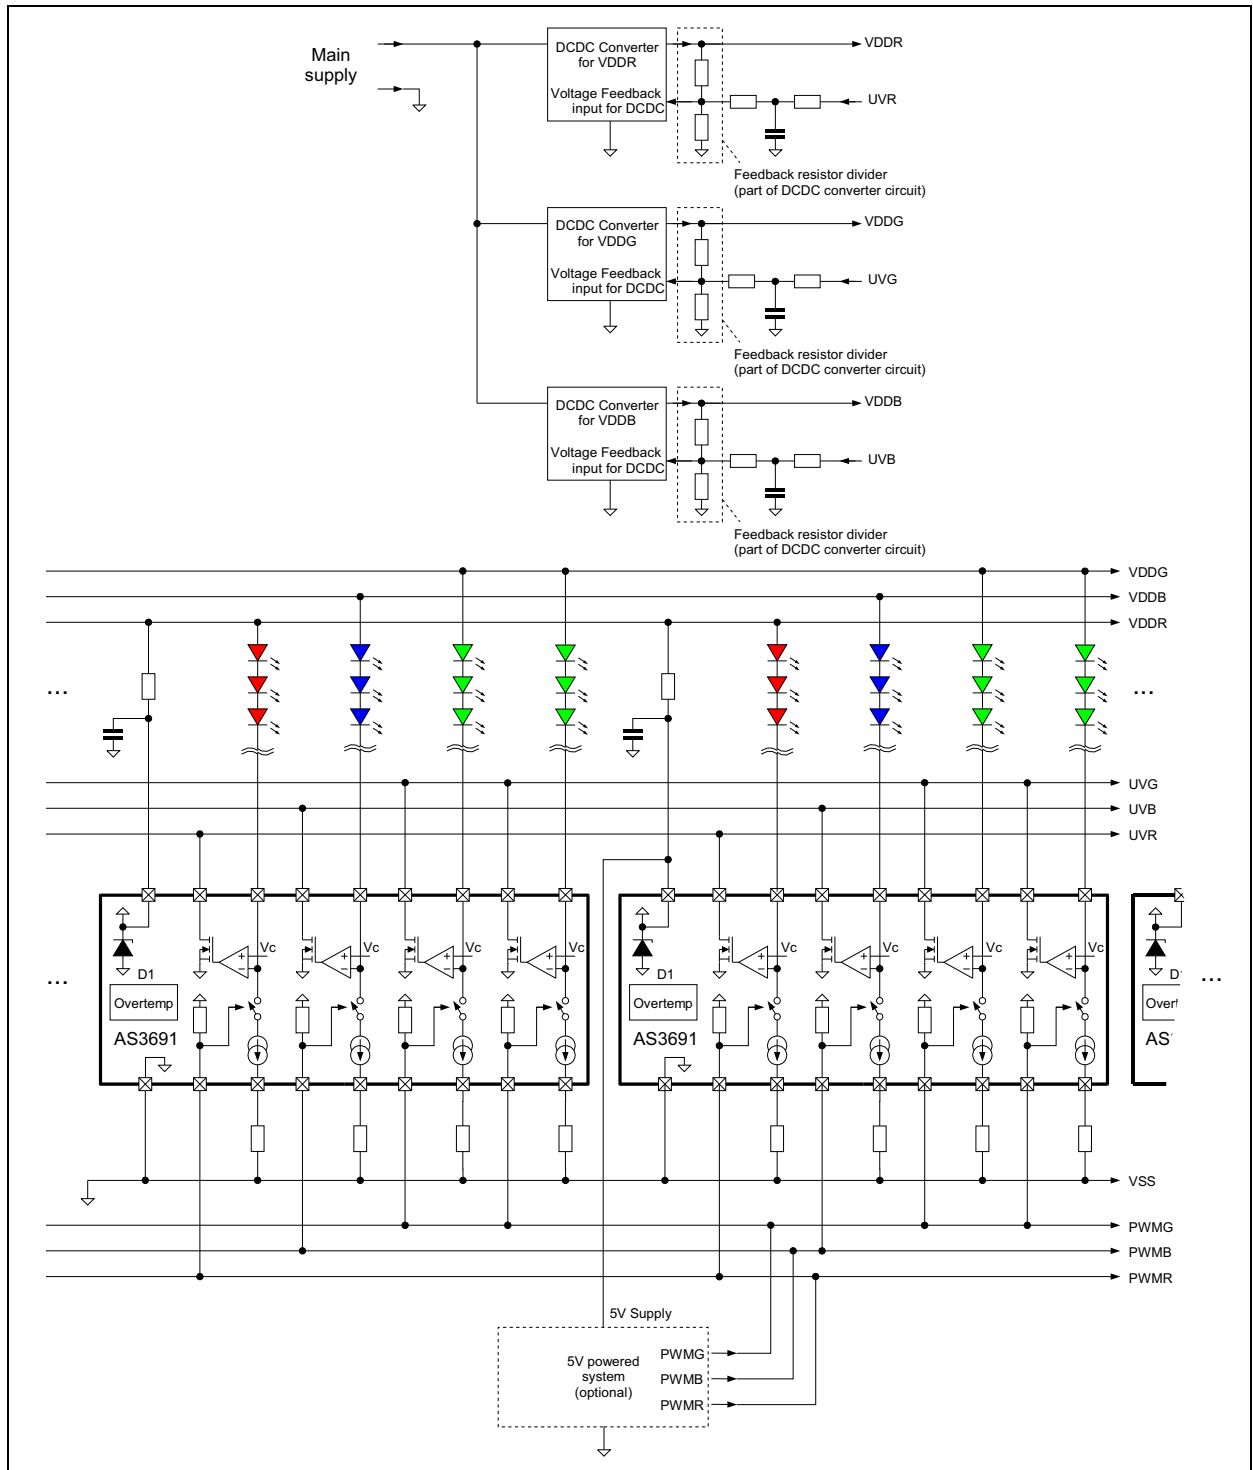 Main
supply
DCDC Converter
for VDDR
Voltage Feedback
input for DCDC
VDDR
UVR
Feedback resistor divider
(part of DCDC converter circuit)
DCDC Converter
for VDDG
Voltage Feedback
input for DCDC
VDDG
UVG
Feedback resistor divider
(part of DCDC converter circuit)
DCDC Converter
for VDDB
Voltage Feedback
input for DCDC
VDDB
UVB
Feedback resistor divider
(part of DCDC converter circuit)
VDDG
VDDB
VDDR
... ...
UVG
UVB
UVR
Vc Vc Vc Vc Vc Vc Vc Vc
... D1 D1 D1 ...
Overtemp Overtemp Overt
AS3691 AS3691 AS
VSS
PWMG
PWMB
PWMR
5V Supply
5V powered
system
(optional)
PWMG
PWMB
PWMR